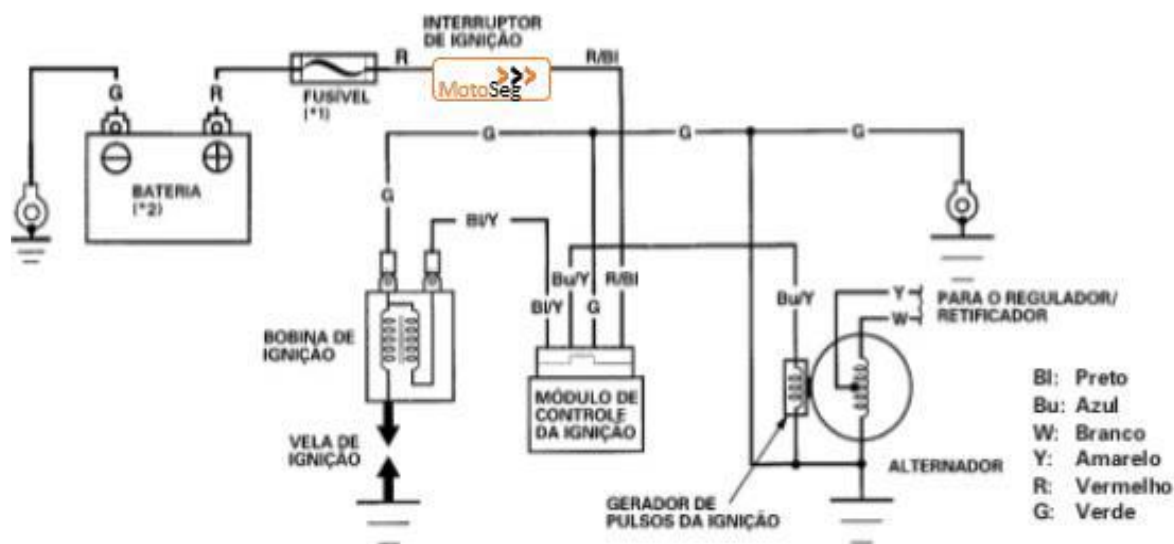 INTERRUPTOR
DE IGNIÇÃO
G
R
R
R/Bl
MotoSeg
FUSÍVEL
(*1)
BATERIA
(*2)
G
G
G
G
Bl/Y
Bl/Y
Bu/Y
G
R/Bl
Bu/Y
Y
W
PARA O REGULADOR/
RETIFICADOR
BOBINA DE
IGNIÇÃO
MÓDULO DE
CONTROLE
DA IGNIÇÃO
VELA DE
IGNIÇÃO
ALTERNADOR
GERADOR DE
PULSOS DA IGNIÇÃO
Bl: Preto
Bu: Azul
W: Branco
Y: Amarelo
R: Vermelho
G: Verde